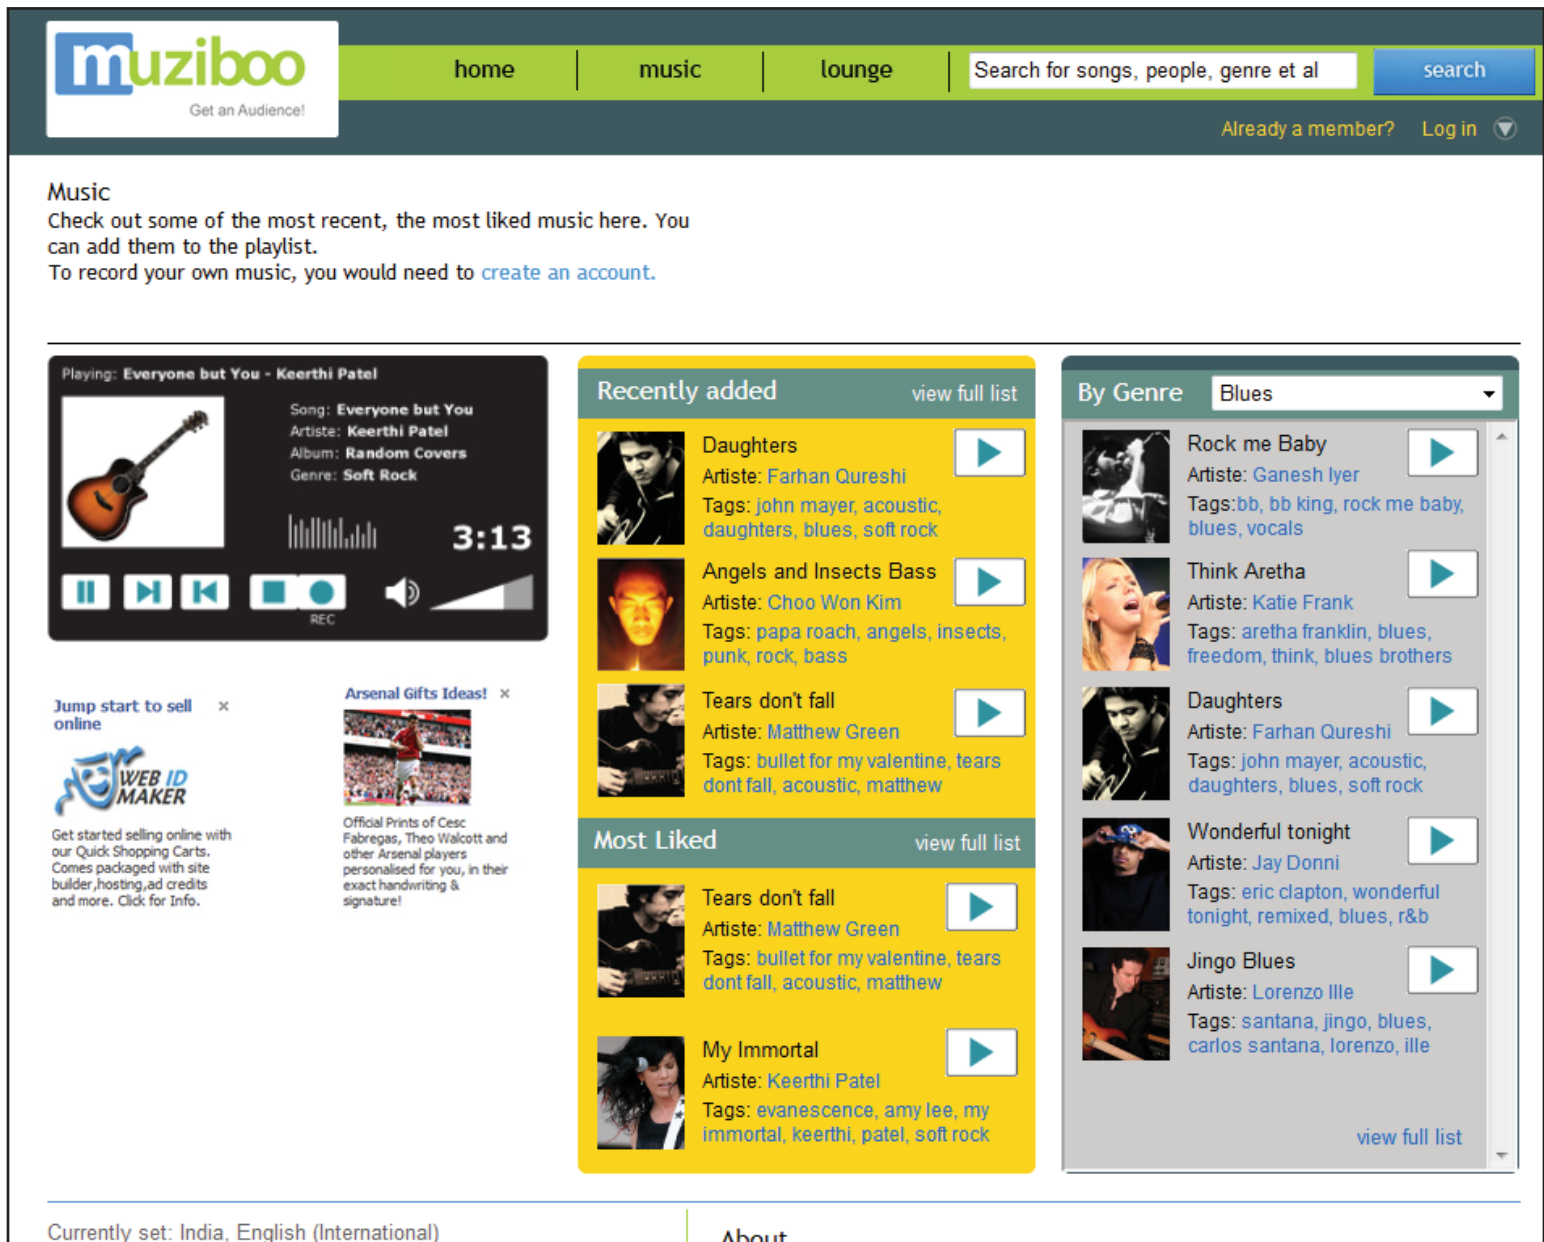 muziboo
Get an Audience!
home
music
lounge
Search for songs, people, genre et al
search
Already a member? Log in
Music
Check out some of the most recent, the most liked music here. You
can add them to the playlist.
To record your own music, you would need to create an account.
Playing: Everyone but You - Keerthi Patel
Song: Everyone but You
Artiste: Keerthi Patel
Album: Random Covers
Genre: Soft Rock
3:13
REC
Jump start to sell
online
WEB ID
MAKER
Get started selling online with
our Quick Shopping Carts.
Comes packaged with site
builder,hosting,ad credits
and more. Click for Info.
Arsenal Gifts Ideas!
Official Prints of Cesc
Fabregas, Theo Walcott and
other Arsenal players
personalised for you, in their
exact handwriting &
signature!
Recently added view full list
Daughters
Artiste: Farhan Qureshi
Tags: john mayer, acoustic,
daughters, blues, soft rock
Angels and Insects Bass
Artiste: Choo Won Kim
Tags: papa roach, angels, insects,
punk, rock, bass
Tears don't fall
Artiste: Matthew Green
Tags: bullet for my valentine, tears
dont fall, acoustic, matthew
Most Liked view full list
Tears don't fall
Artiste: Matthew Green
Tags: bullet for my valentine, tears
dont fall, acoustic, matthew
My Immortal
Artiste: Keerthi Patel
Tags: evanescence, amy lee, my
immortal, keerthi, patel, soft rock
By Genre Blues
Rock me Baby
Artiste: Ganesh Iyer
Tags:bb, bb king, rock me baby,
blues, vocals
Think Aretha
Artiste: Katie Frank
Tags: aretha franklin, blues,
freedom, think, blues brothers
Daughters
Artiste: Farhan Qureshi
Tags: john mayer, acoustic,
daughters, blues, soft rock
Wonderful tonight
Artiste: Jay Donni
Tags: eric clapton, wonderful
tonight, remixed, blues, r&b
Jingo Blues
Artiste: Lorenzo Ille
Tags: santana, jingo, blues,
carlos santana, lorenzo, ille
view full list
Currently set: India, English (International)
About